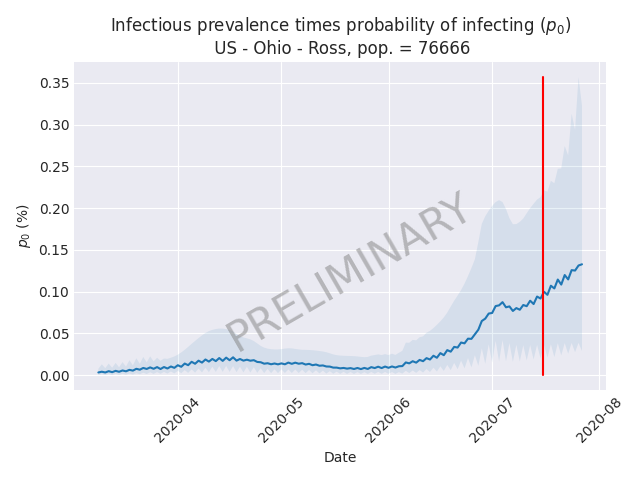 Infectious prevalence times probability of infecting (p₀)
US - Ohio - Ross, pop. = 76666
0.35
0.30
0.25
0.20
0.15
0.10
0.05
0.00
p₀ (%)
PRELIMINARY
2020-04
2020-05
2020-06
2020-07
2020-08
Date